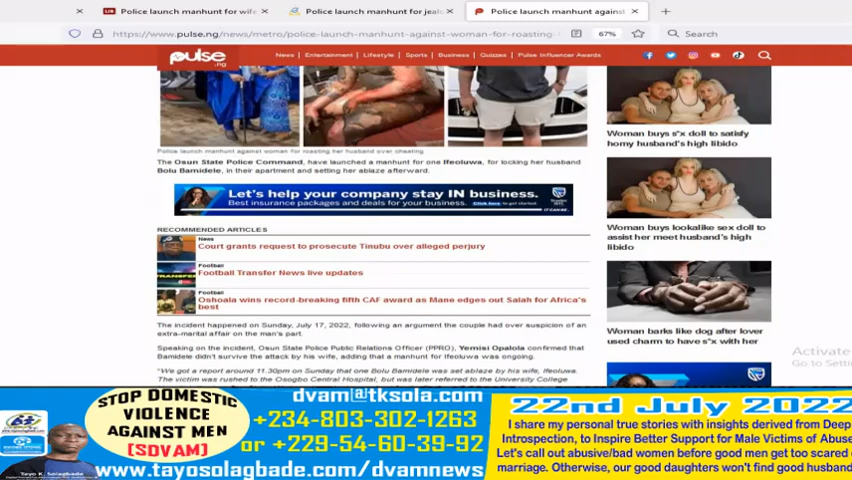 Police launch manhunt for wife
Police launch manhunt for jealo
Police launch manhunt against
https://www.pulse.ng/news/metro/police-launch-manhunt-against-woman-for-roasting-
67%
Search
pulse.ng
News Entertainment Lifestyle Sports Business Quizzes Pulse Influencer Awards
Police launch manhunt against woman for roasting her husband over cheating
The Osun State Police Command, have launched a manhunt for one Ifeoluwa, for locking her husband
Bolu Bamidele, in their apartment and setting her ablaze afterward.
Let's help your company stay IN business.
Best insurance packages and deals for your business. Click here to get started.
IT CAN BE.
RECOMMENDED ARTICLES
News
Court grants request to prosecute Tinubu over alleged perjury
Football
Football Transfer News live updates
Football
Oshoala wins record-breaking fifth CAF award as Mane edges out Salah for Africa's
best
The incident happened on Sunday, July 17, 2022, following an argument the couple had over suspicion of
extra-marital affair on the man's part.
Speaking on the incident, Osun State Police Public Relations Officer (PPRO), Yemisi Opalola confirmed that
Bamidele didn't survive the attack by his wife, adding that a manhunt for Ifeoluwa was ongoing.
"We got a report around 11.30pm on Sunday that one Bolu Bamidele was set ablaze by his wife, Ifeoluwa.
The victim was rushed to the Osogbo Central Hospital, but was later referred to the University College
Woman buys s*x doll to satisfy
horny husband's high libido
Woman buys lookalike sex doll to
assist her meet husband's high
libido
Woman barks like dog after lover
used charm to have s*x with her
Activate
Go to Setti
STOP DOMESTIC
VIOLENCE
AGAINST MEN
(SDVAM)
Tayo K. Solagbade
dvam@tksola.com
+234-803-302-1263
or +229-54-60-39-92
www.tayosolagbade.com/dvamnews
22nd July 2022
I share my personal true stories with insights derived from Deep
Introspection, to Inspire Better Support for Male Victims of Abuse
Let's call out abusive/bad women before good men get too scared o
marriage. Otherwise, our good daughters won't find good husband